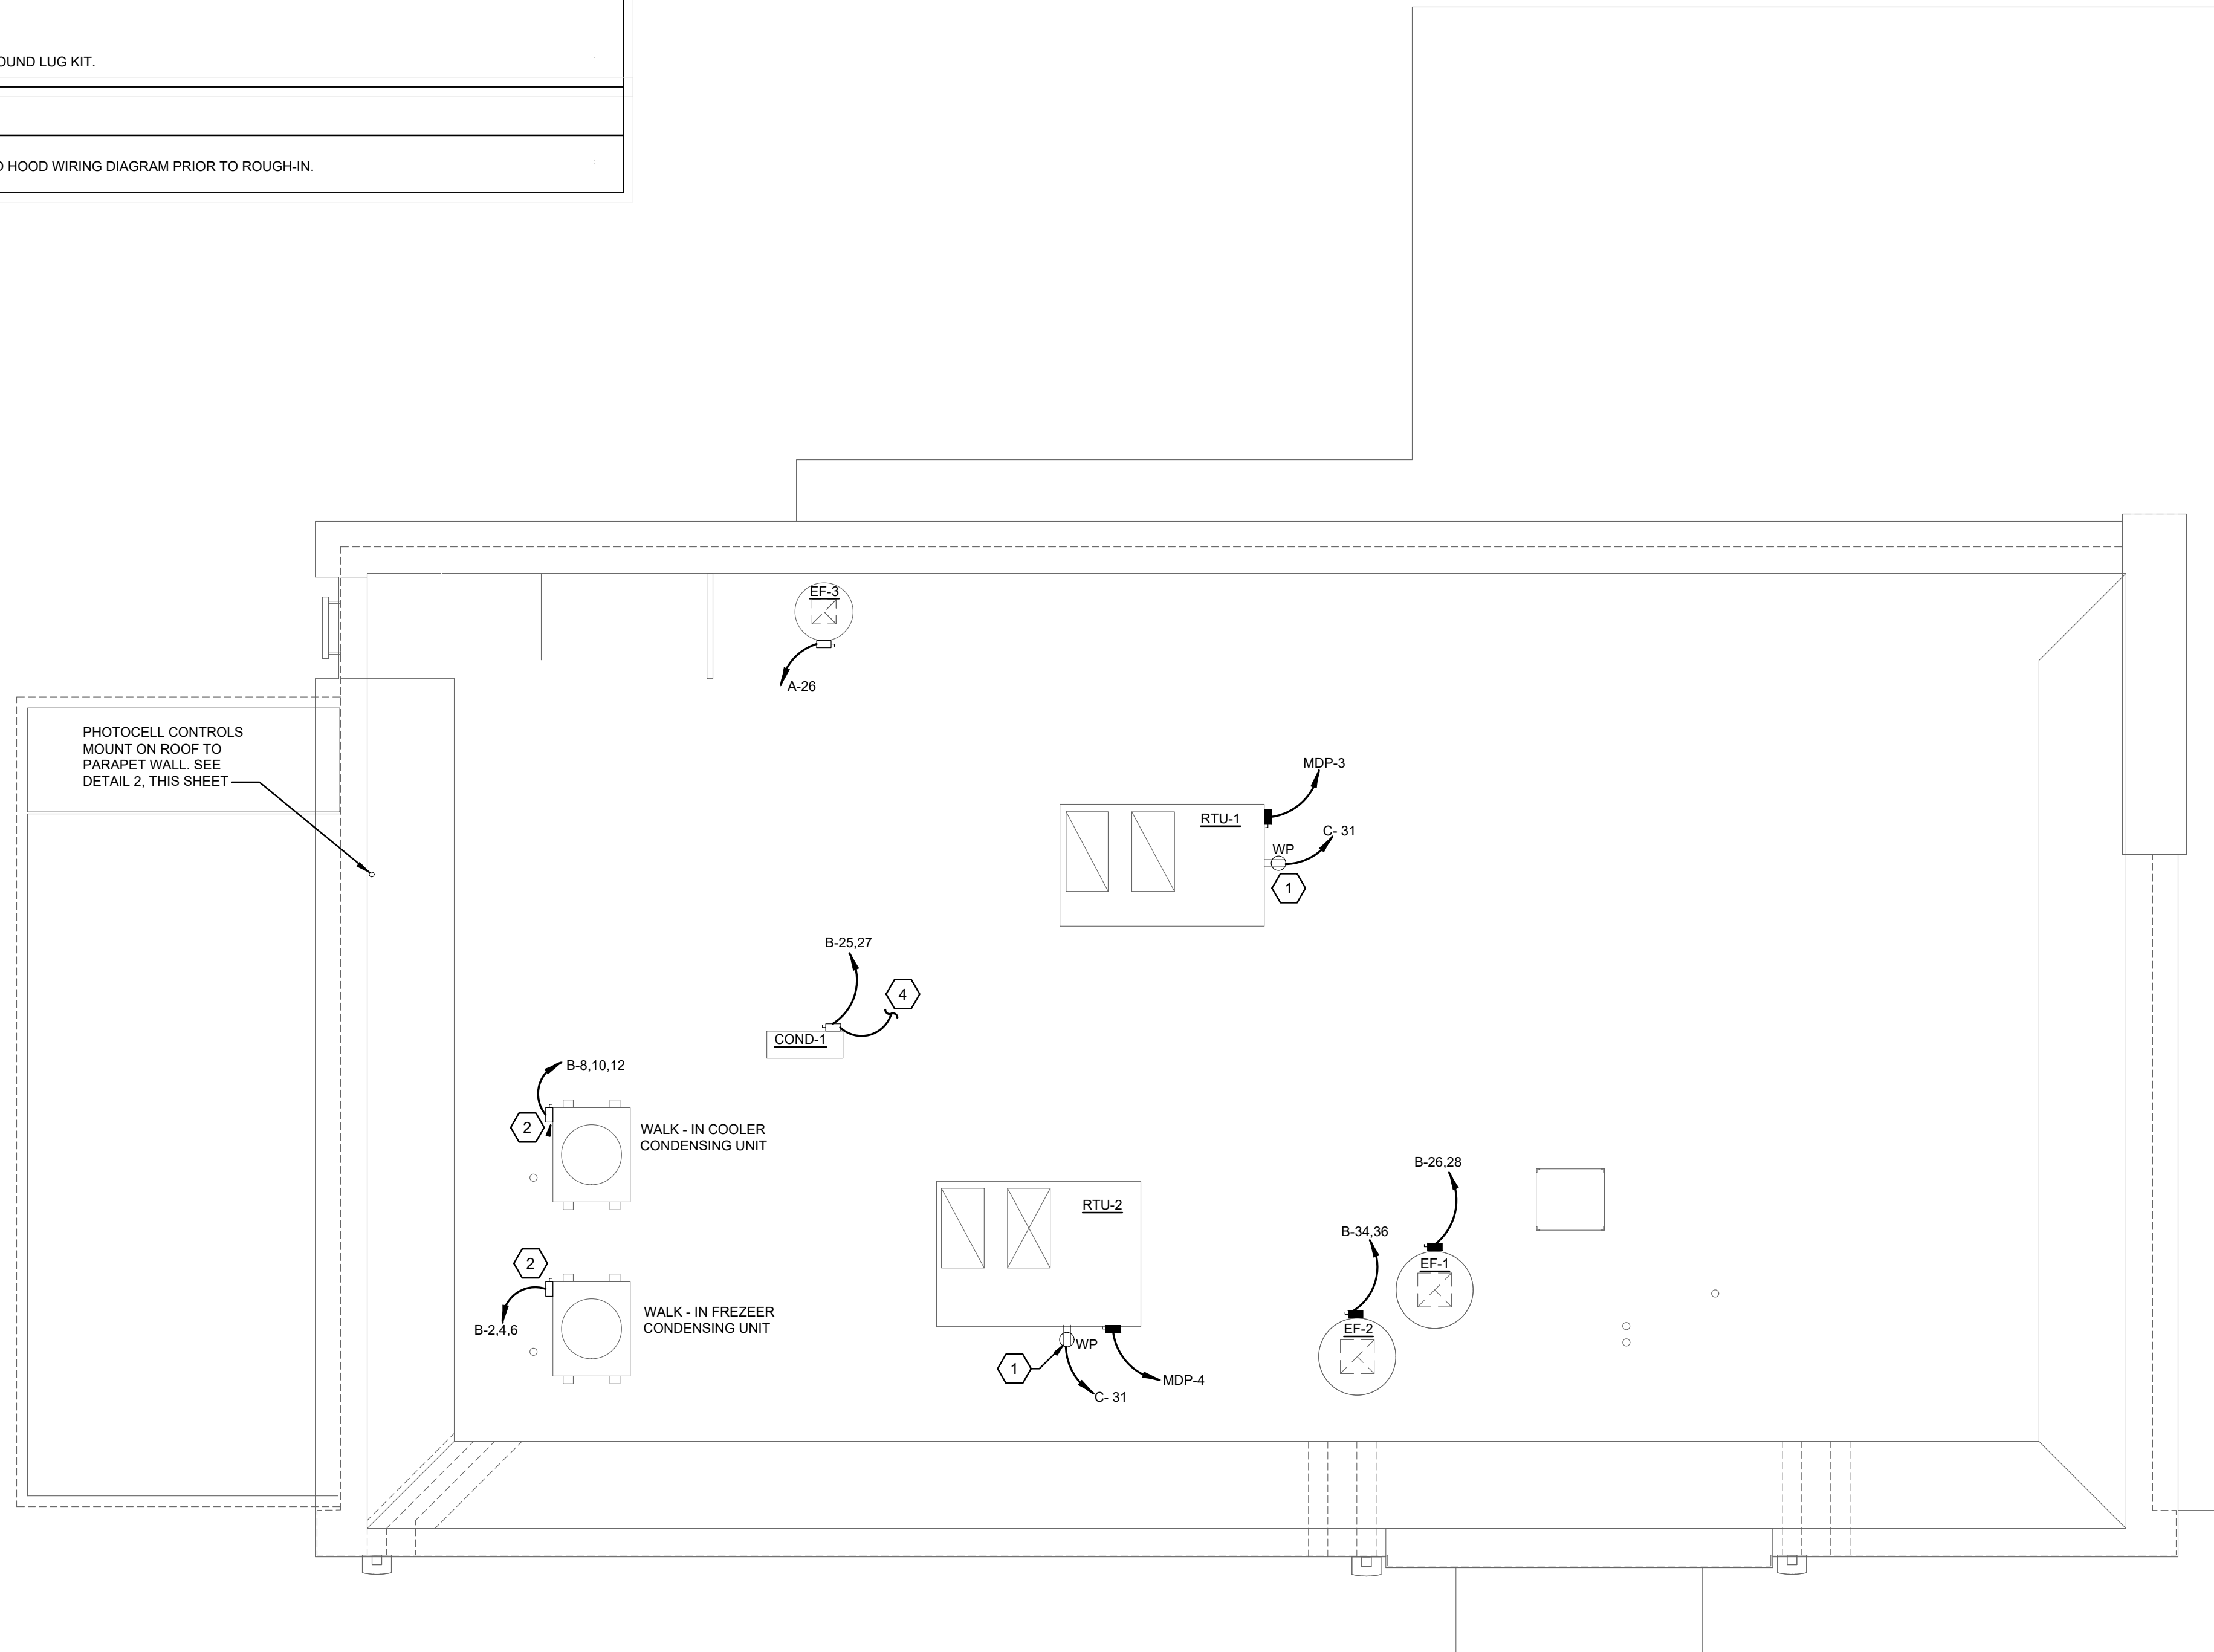 OUND LUG KIT.
O HOOD WIRING DIAGRAM PRIOR TO ROUGH-IN.
EF-3
A-26
PHOTOCELL CONTROLS
MOUNT ON ROOF TO
PARAPET WALL. SEE
DETAIL 2, THIS SHEET
MDP-3
RTU-1
C- 31
WP
1
B-25,27
4
COND-1
B-8,10,12
2
WALK - IN COOLER
CONDENSING UNIT
B-26,28
RTU-2
B-34,36
2
EF-1
WALK - IN FREZEER
CONDENSING UNIT
B-2,4,6
EF-2
WP
1
MDP-4
C- 31